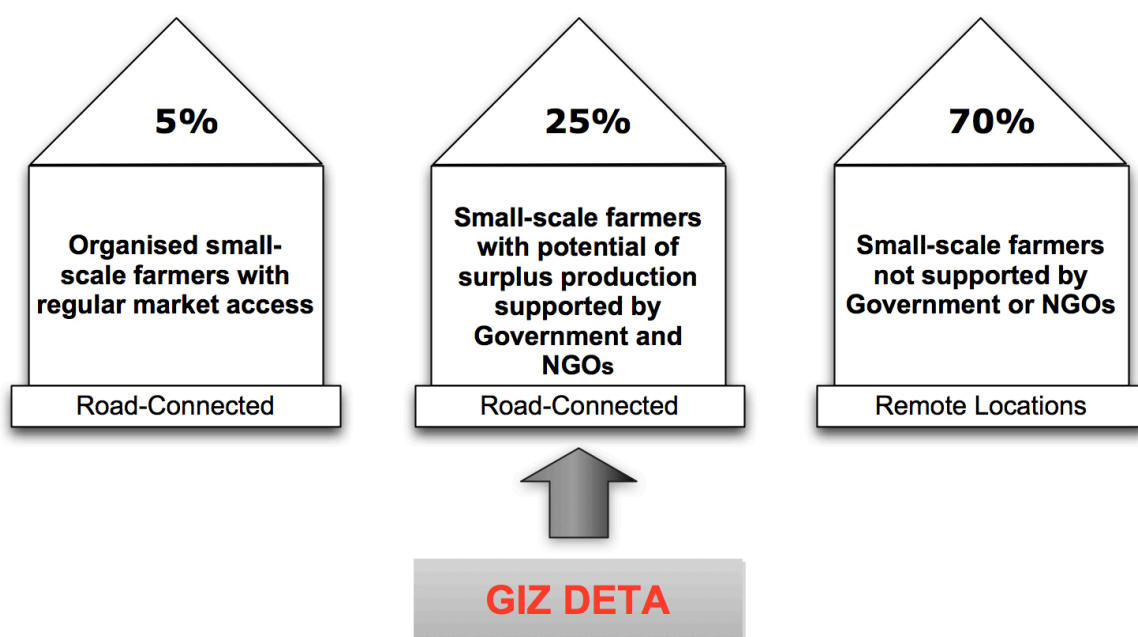 5%
Organised small-
scale farmers with
regular market access
Road-Connected
25%
Small-scale farmers
with potential of
surplus production
supported by
Government and
NGOs
Road-Connected
70%
Small-scale farmers
not supported by
Government or NGOs
Remote Locations
GIZ DETA